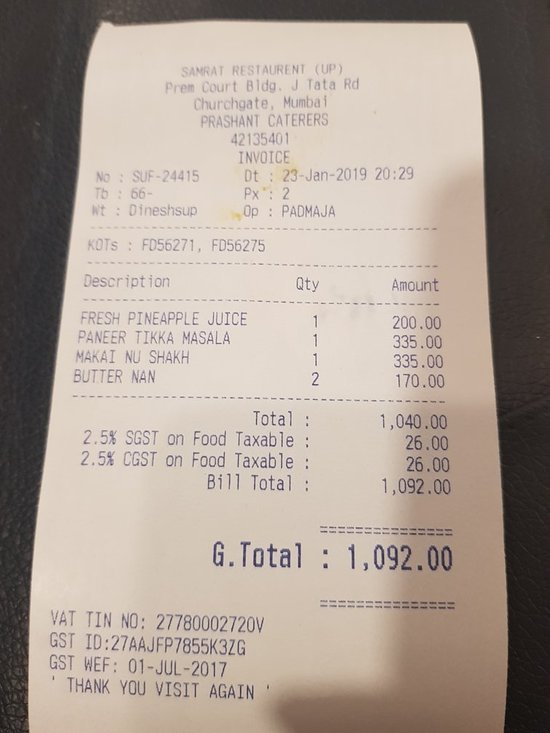 SAMRAT RESTAURENT (UP)
Prem Court Bldg. J Tata Rd
Churchgate, Mumbai
PRASHANT CATERERS
42135401
INVOICE
No : SUF-24415 Dt : 23-Jan-2019 20:29
Tb : 66- Px : 2
Wt : Dineshsup Op : PADMAJA
KOTs : FD56271, FD56275
Description Qty Amount
FRESH PINEAPPLE JUICE 1 200.00
PANEER TIKKA MASALA 1 335.00
MAKAI NU SHAKH 1 335.00
BUTTER NAN 2 170.00
Total : 1,040.00
2.5% SGST on Food Taxable : 26.00
2.5% CGST on Food Taxable : 26.00
Bill Total : 1,092.00
G.Total : 1,092.00
VAT TIN NO: 27780002720V
GST ID:27AAJFP7855K3ZG
GST WEF: 01-JUL-2017
' THANK YOU VISIT AGAIN '